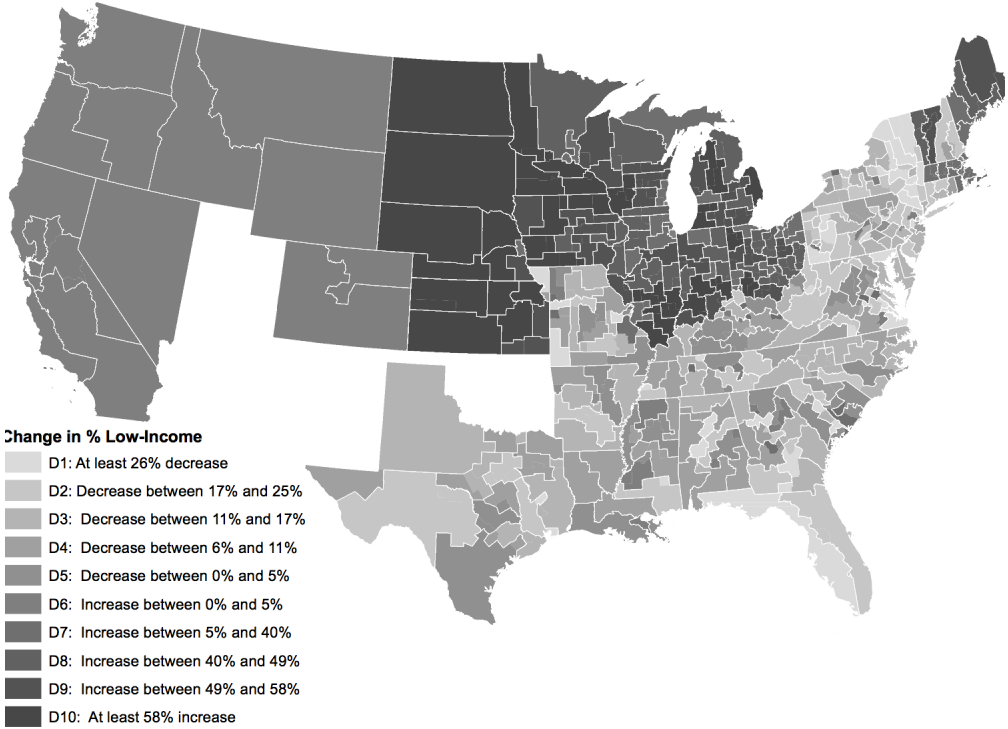 Change in % Low-Income
D1: At least 26% decrease
D2: Decrease between 17% and 25%
D3: Decrease between 11% and 17%
D4: Decrease between 6% and 11%
D5: Decrease between 0% and 5%
D6: Increase between 0% and 5%
D7: Increase between 5% and 40%
D8: Increase between 40% and 49%
D9: Increase between 49% and 58%
D10: At least 58% increase